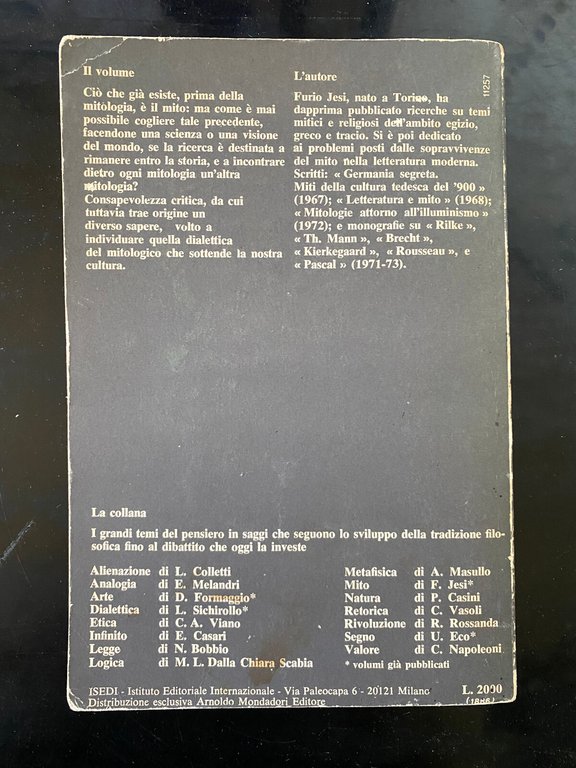 Il volume
Ciò che già esiste, prima della
mitologia, è il mito: ma come è mai
possibile cogliere tale precedente,
facendone una scienza o una visione
del mondo, se la ricerca è destinata a
rimanere entro la storia, e a incontrare
dietro ogni mitologia un'altra
mitologia?
Consapevolezza critica, da cui
tuttavia trae origine un
diverso sapere, volto a
individuare quella dialettica
del mitologico che sottende la nostra
cultura.
L'autore
Furio Jesi, nato a Torino, ha
dapprima pubblicato ricerche su temi
mitici e religiosi dell'ambito egizio,
greco e tracio. Si è poi dedicato
ai problemi posti dalle sopravvivenze
del mito nella letteratura moderna.
Scritti: « Germania segreta.
Miti della cultura tedesca del '900 »
(1967); « Letteratura e mito » (1968);
« Mitologie attorno all'illuminismo »
(1972); e monografie su « Rilke »,
« Th. Mann », « Brecht »,
« Kierkegaard », « Rousseau », e
« Pascal » (1971-73).
11257
La collana
I grandi temi del pensiero in saggi che seguono lo sviluppo della tradizione filo-
sofica fino al dibattito che oggi la investe
Alienazione di L. Colletti
Analogia di E. Melandri
Arte di D. Formaggio*
Dialettica di L. Sichirollo*
Etica di C. A. Viano
Infinito di E. Casari
Legge di N. Bobbio
Logica di M. L. Dalla Chiara Scabia
Metafisica di A. Masullo
Mito di F. Jesi*
Natura di P. Casini
Retorica di C. Vasoli
Rivoluzione di R. Rossanda
Segno di U. Eco*
Valore di C. Napoleoni
* volumi già pubblicati
ISEDI - Istituto Editoriale Internazionale - Via Paleocapa 6 - 20121 Milano
Distribuzione esclusiva Arnoldo Mondadori Editore
L. 2000